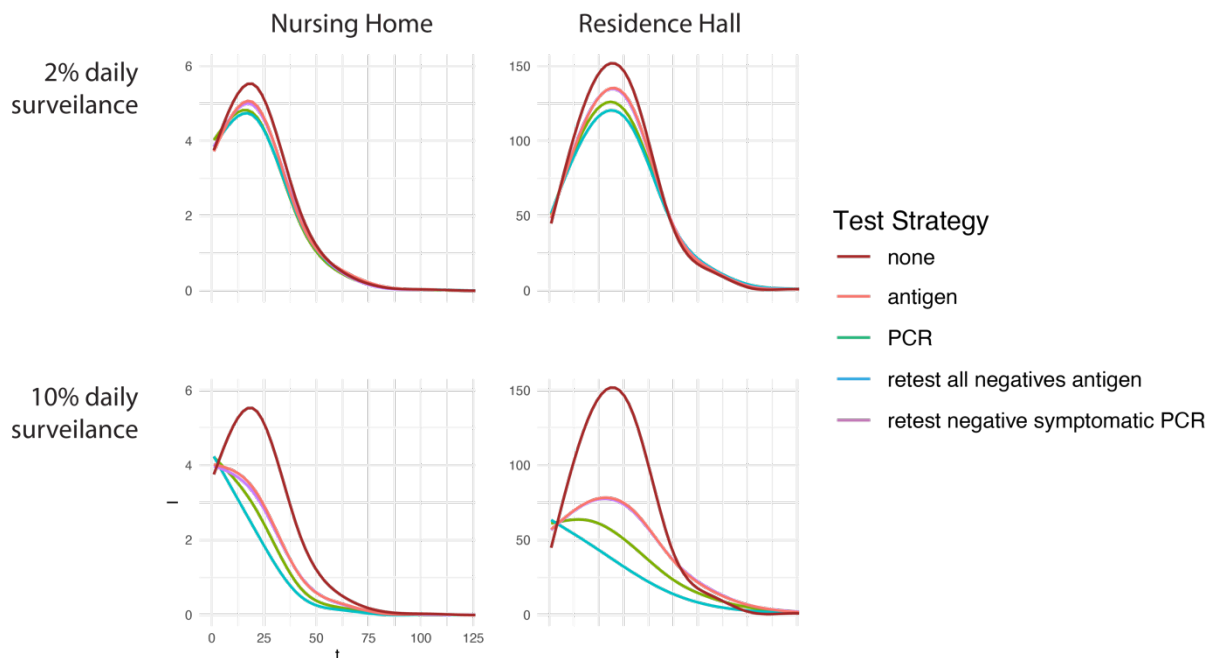 Nursing Home
Residence Hall
2% daily
surveilance
6
4
2
0
150
100
50
0
Test Strategy
none
antigen
PCR
retest all negatives antigen
retest negative symptomatic PCR
10% daily
surveilance
6
4
2
0
I
0 25 50 75 100 125
t
150
100
50
0